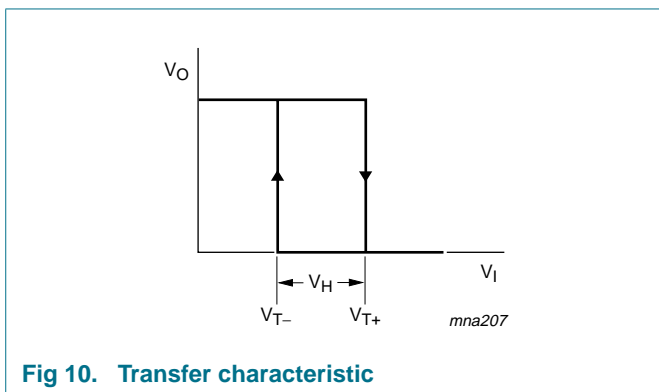 VO
VH
VI
VT− VT+
mna207
Fig 10. Transfer characteristic